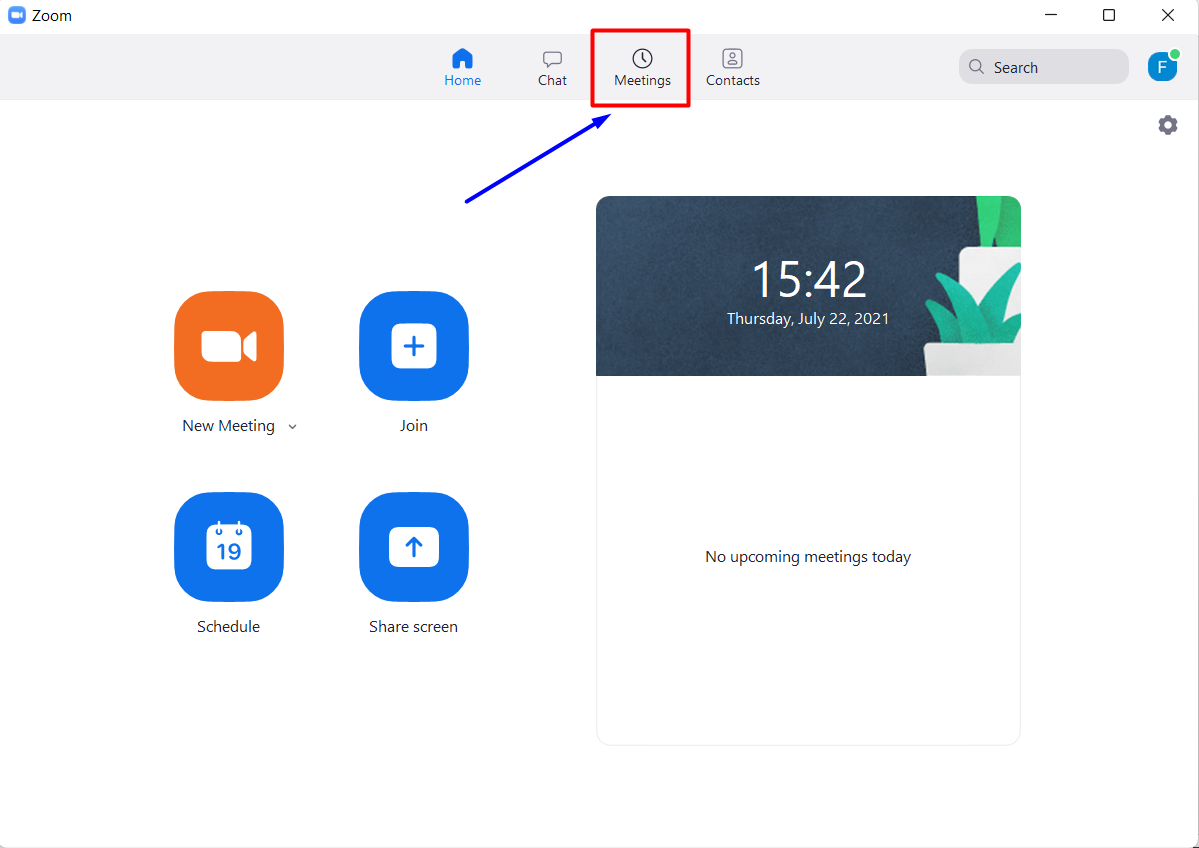 Zoom
Home
Chat
Meetings
Contacts
Search
F
15:42
Thursday, July 22, 2021
New Meeting
Join
19
Schedule
Share screen
No upcoming meetings today